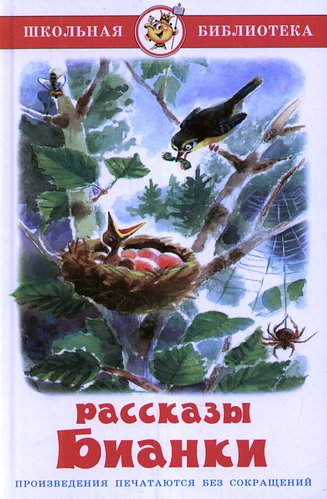 ШКОЛЬНАЯ БИБЛИОТЕКА
рассказы
Бианки
ПРОИЗВЕДЕНИЯ ПЕЧАТАЮТСЯ БЕЗ СОКРАЩЕНИЙ